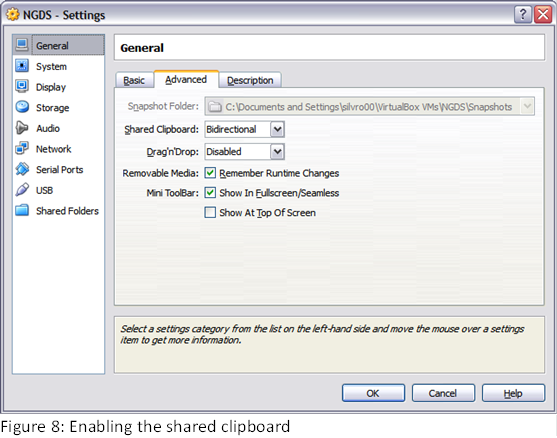 NGDS - Settings
General
System
Display
Storage
Audio
Network
Serial Ports
USB
Shared Folders
General
Basic Advanced Description
Snapshot Folder: C:\Documents and Settings\silvro00\VirtualBox VMs\NGDS\Snapshots
Shared Clipboard: Bidirectional
Drag'n'Drop: Disabled
Removable Media: Remember Runtime Changes
Mini ToolBar: Show In Fullscreen/Seamless
Show At Top Of Screen
Select a settings category from the list on the left-hand side and move the mouse over a settings
item to get more information.
OK Cancel Help
Figure 8: Enabling the shared clipboard